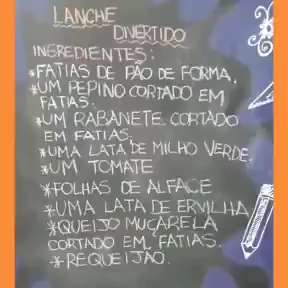 LANCHE
DIVERTIDO
INGREDIENTES:
*FATIAS DE PÃO DE FORMA,
*UM PEPINO CORTADO EM
FATIAS.
*UM RABANETE CORTADO
EM FATIAS;
*UMA LATA DE MILHO VERDE.
*UM TOMATE
*FOLHAS DE ALFACE
*UMA LATA DE ERVILHA
*QUEIJO MUÇARELA
CORTADO EM FATIAS.
*REQUEIJÃO.